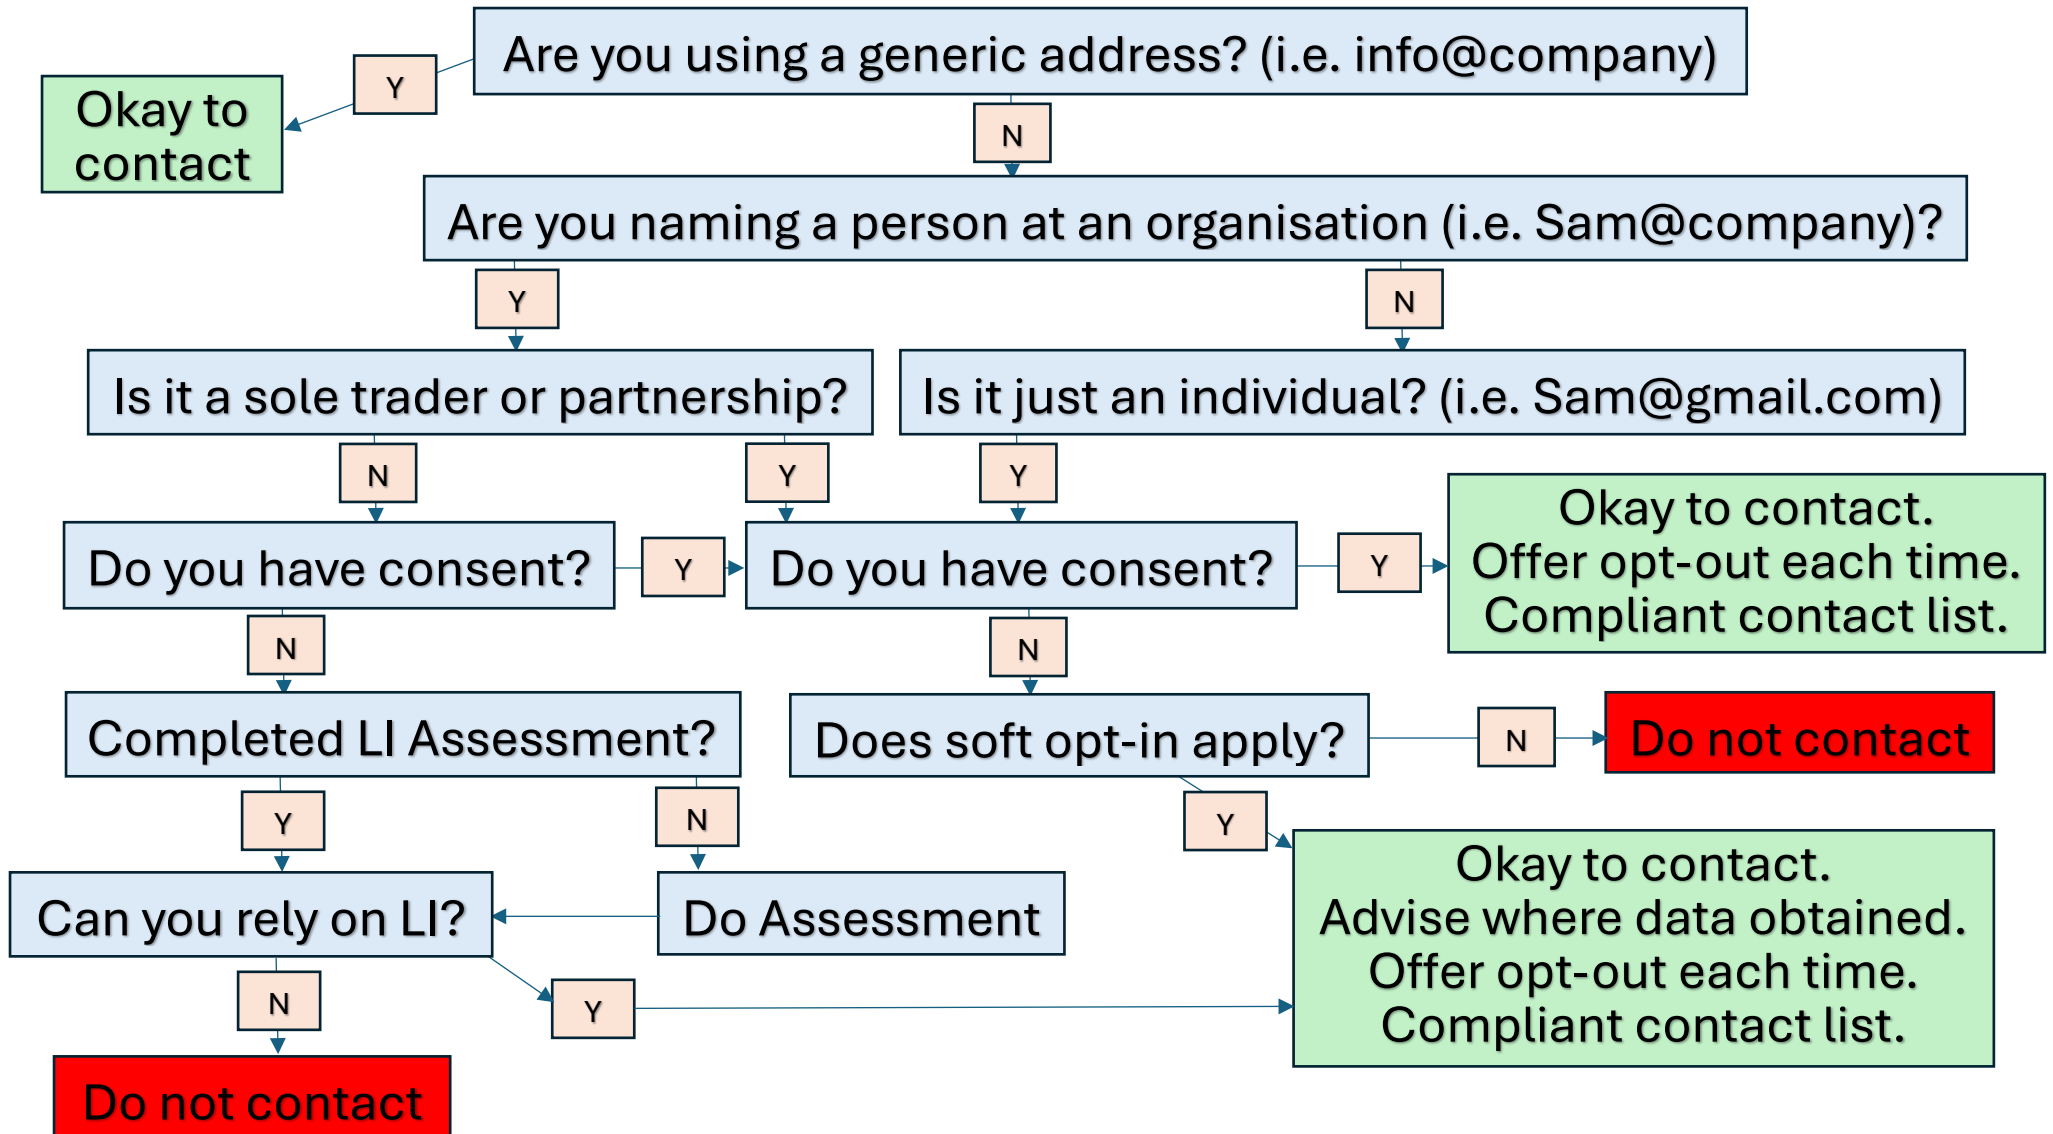 Are you using a generic address? (i.e. info@company)
Y
Okay to
contact
N
Are you naming a person at an organisation (i.e. Sam@company)?
Y
N
Is it a sole trader or partnership?
Is it just an individual? (i.e. Sam@gmail.com)
N
Y
Y
Do you have consent?
Y
Do you have consent?
Y
Okay to contact.
Offer opt-out each time.
Compliant contact list.
N
N
Completed LI Assessment?
Does soft opt-in apply?
N
Do not contact
Y
N
Y
Can you rely on LI?
Do Assessment
Okay to contact.
Advise where data obtained.
Offer opt-out each time.
Compliant contact list.
N
Y
Do not contact